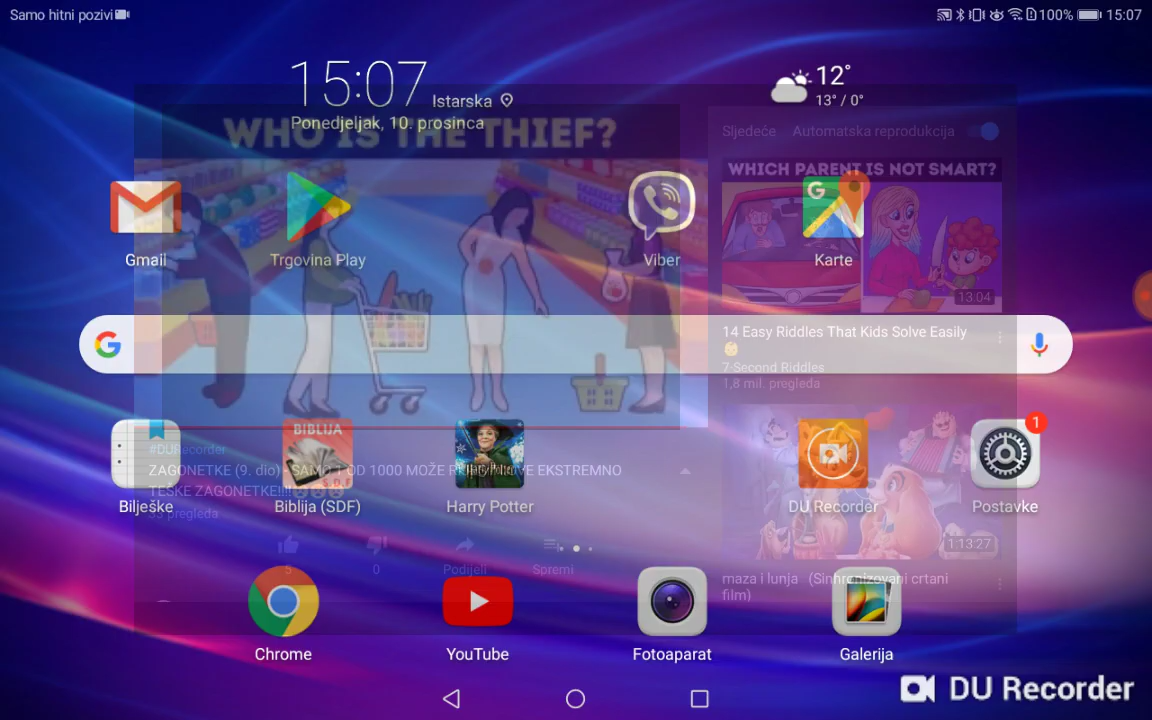 Samo hitni pozivi
100% 15:07
15:07
Istarska
Ponedjeljak, 10. prosinca
12°
13° / 0°
WHO IS THE THIEF?
Sljedeće Automatska reprodukcija
WHICH PARENT IS NOT SMART?
G
Gmail
Trgovina Play
Viber
Karte
13:04
G
14 Easy Riddles That Kids Solve Easily
7-Second Riddles
1,8 mil. pregleda
BIBLIJA
S.D.F
1
#DURecorder
ZAGONETKE (9. dio) - SAMO 1 OD 1000 MOŽE EKSTREMNO
TEŠKE ZAGONETKE!!!!
pregleda
Bilješke
Biblija (SDF)
Harry Potter
DU Recorder
Postavke
1:13:27
5
0
Podijeli
Spremi
maza i lunja (Sinhronizovani crtani
film)
Chrome
YouTube
Fotoaparat
Galerija
DU Recorder